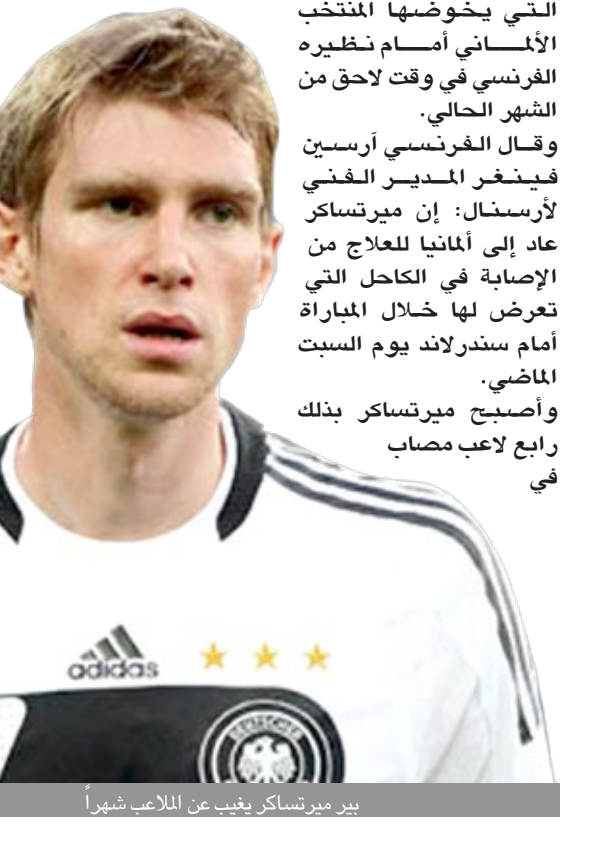 التي يخوضها المنتخب
الألماني أمام نظيره
الفرنسي في وقت لاحق من
الشهر الحالي.
وقال الفرنسي آرسين
فينغر المدير الفني
لأرسنال: إن ميرتساكر
عاد إلى ألمانيا للعلاج من
الإصابة في الكاحل التي
تعرض لها خلال المباراة
أمام سندرلاند يوم السبت
الماضي.
وأصبح ميرتساكر بذلك
رابع لاعب مصاب
في
adidas
DEUTSCHER
بير ميرتساكر يغيب عن الملاعب شهراً